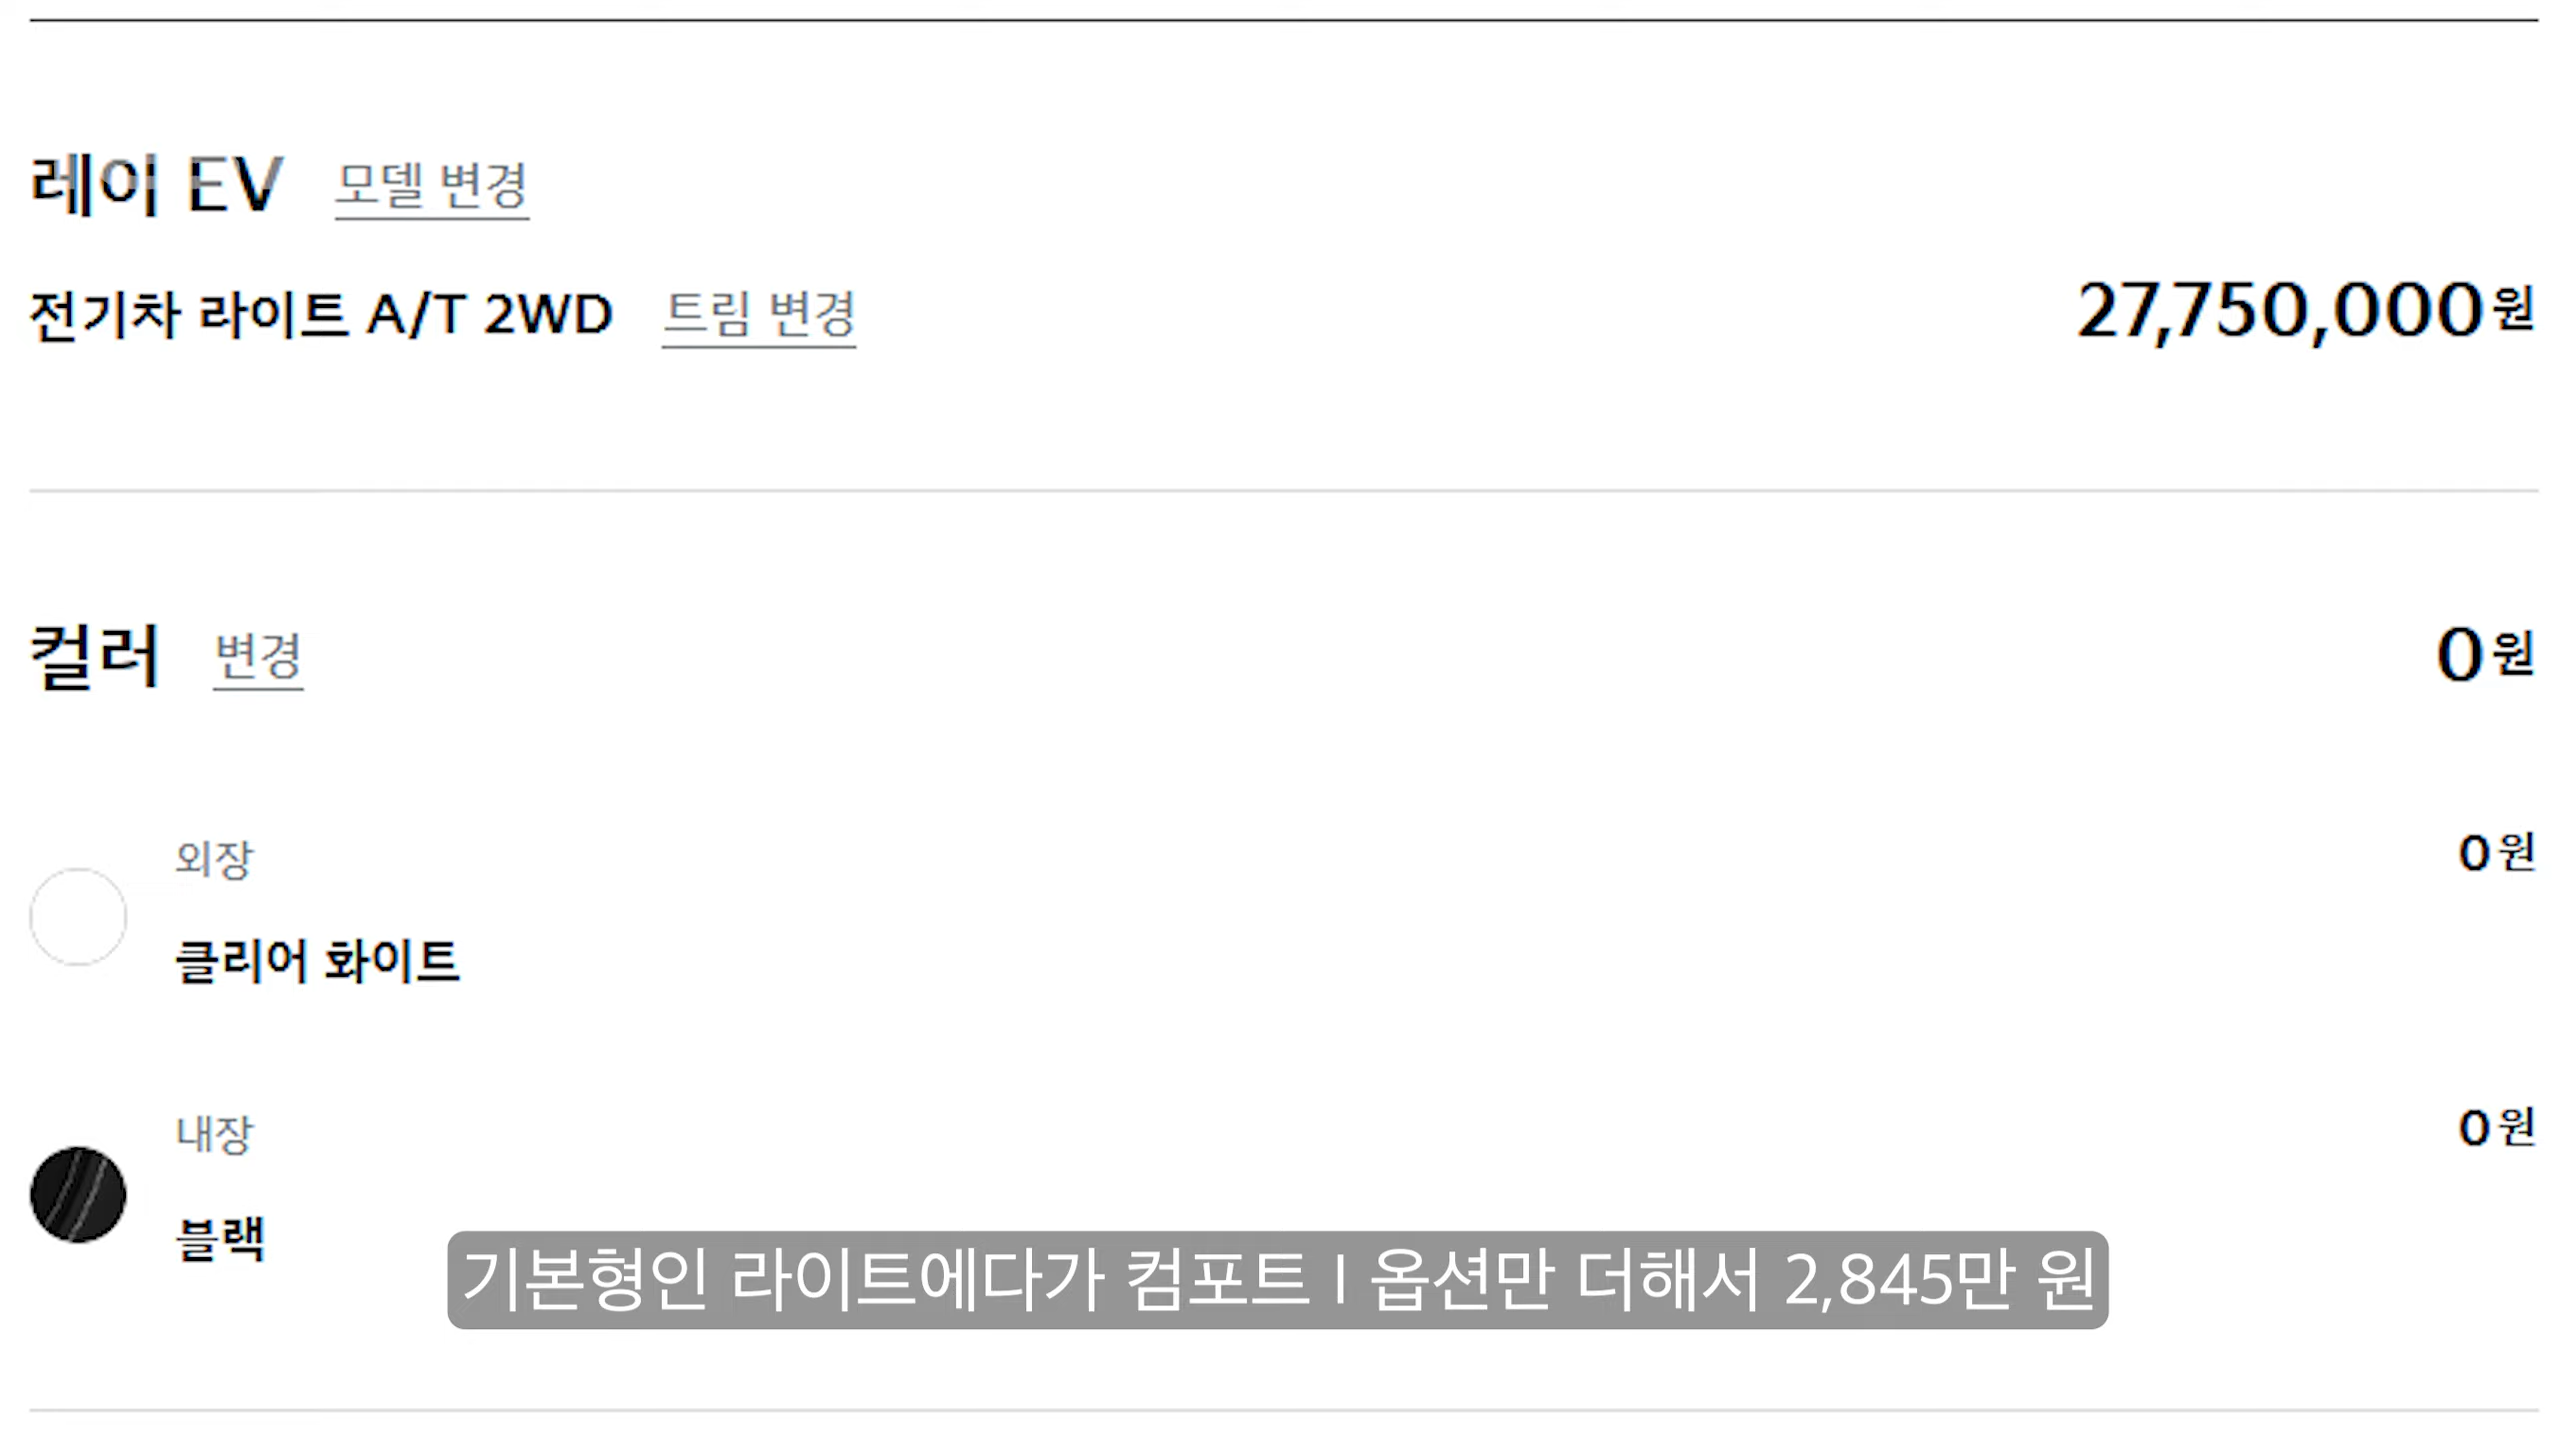 레이 EV 모델 변경
전기차 라이트 A/T 2WD 트림 변경 27,750,000원
컬러 변경 0원
외장 0원
클리어 화이트
내장 0원
블랙
기본형인 라이트에다가 컴포트 I 옵션만 더해서 2,845만 원